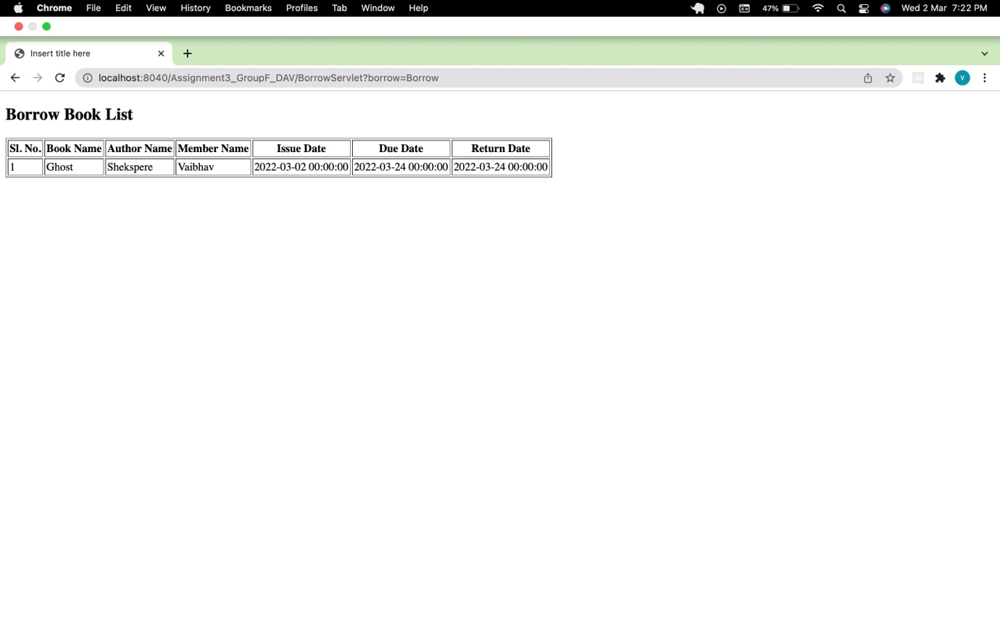 Chrome File Edit View History Bookmarks Profiles Tab Window Help 47% Wed 2 Mar 7:22 PM
Insert title here
localhost:8040/Assignment3_GroupF_DAV/BorrowServlet?borrow=Borrow V
Borrow Book List
Sl. No. Book Name Author Name Member Name Issue Date Due Date Return Date
1 Ghost Shekspere Vaibhav 2022-03-02 00:00:00 2022-03-24 00:00:00 2022-03-24 00:00:00